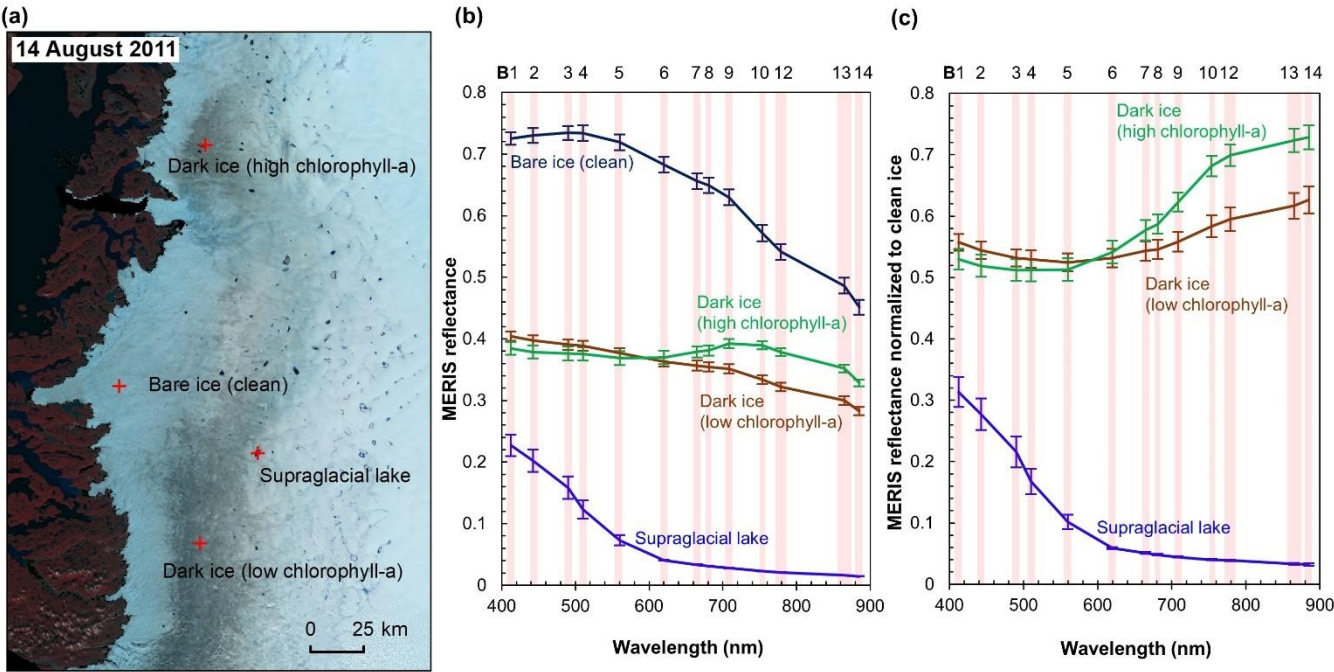 (a)
14 August 2011
Dark ice (high chlorophyll-a)
Bare ice (clean)
Supraglacial lake
Dark ice (low chlorophyll-a)
0 25 km
(b)
B1 2 3 4 5 6 7 8 9 10 12 13 14
MERIS reflectance
0.8
0.7
0.6
0.5
0.4
0.3
0.2
0.1
0
Bare ice (clean)
Dark ice
(high chlorophyll-a)
Dark ice
(low chlorophyll-a)
Supraglacial lake
400 500 600 700 800 900
Wavelength (nm)
(c)
B1 2 3 4 5 6 7 8 9 10 12 13 14
MERIS reflectance normalized to clean ice
0.8
0.7
0.6
0.5
0.4
0.3
0.2
0.1
0
Dark ice
(high chlorophyll-a)
Dark ice
(low chlorophyll-a)
Supraglacial lake
400 500 600 700 800 900
Wavelength (nm)